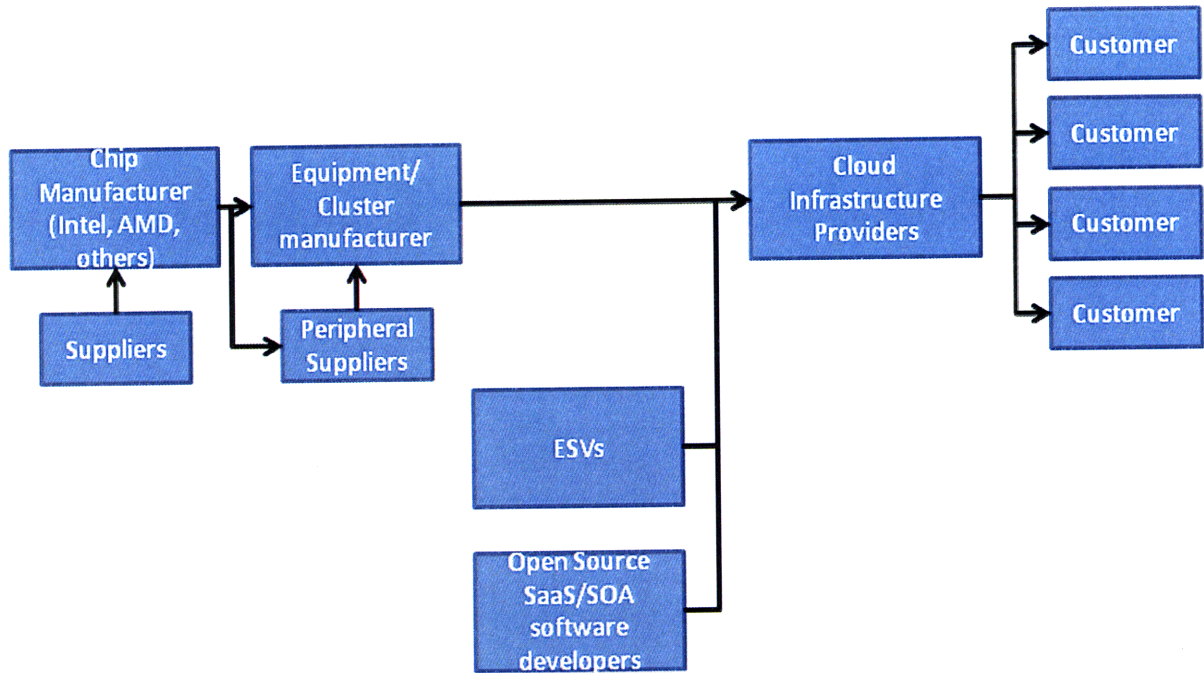 Chip
Manufacturer
(Intel, AMD,
others)
Suppliers
Equipment/
Cluster
manufacturer
Peripheral
Suppliers
ESVs
Open Source
SaaS/SOA
software
developers
Cloud
Infrastructure
Providers
Customer
Customer
Customer
Customer